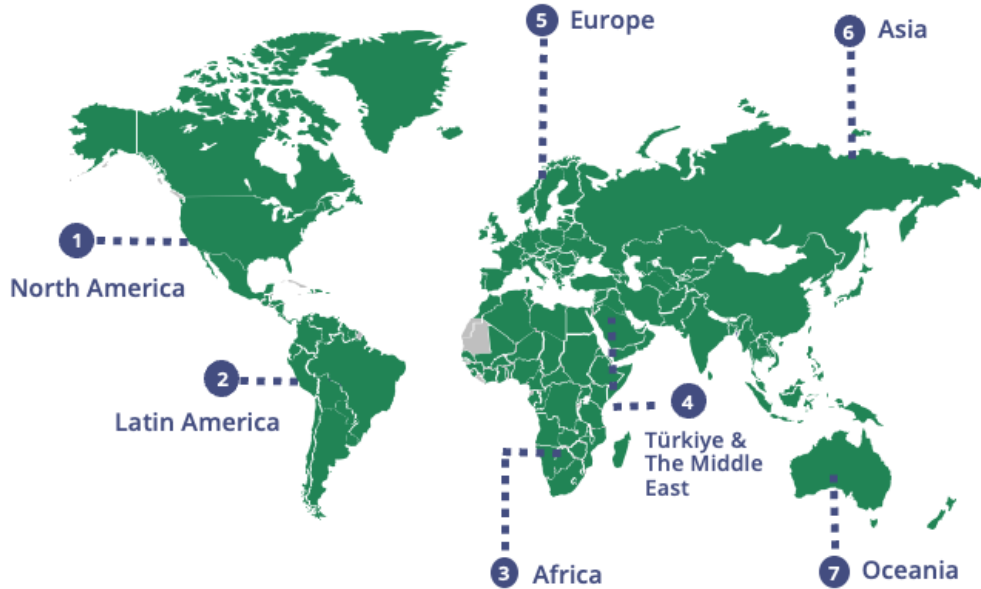 5 Europe
6 Asia
1
North America
2
Latin America
4
Türkiye &
The Middle
East
3 Africa
7 Oceania